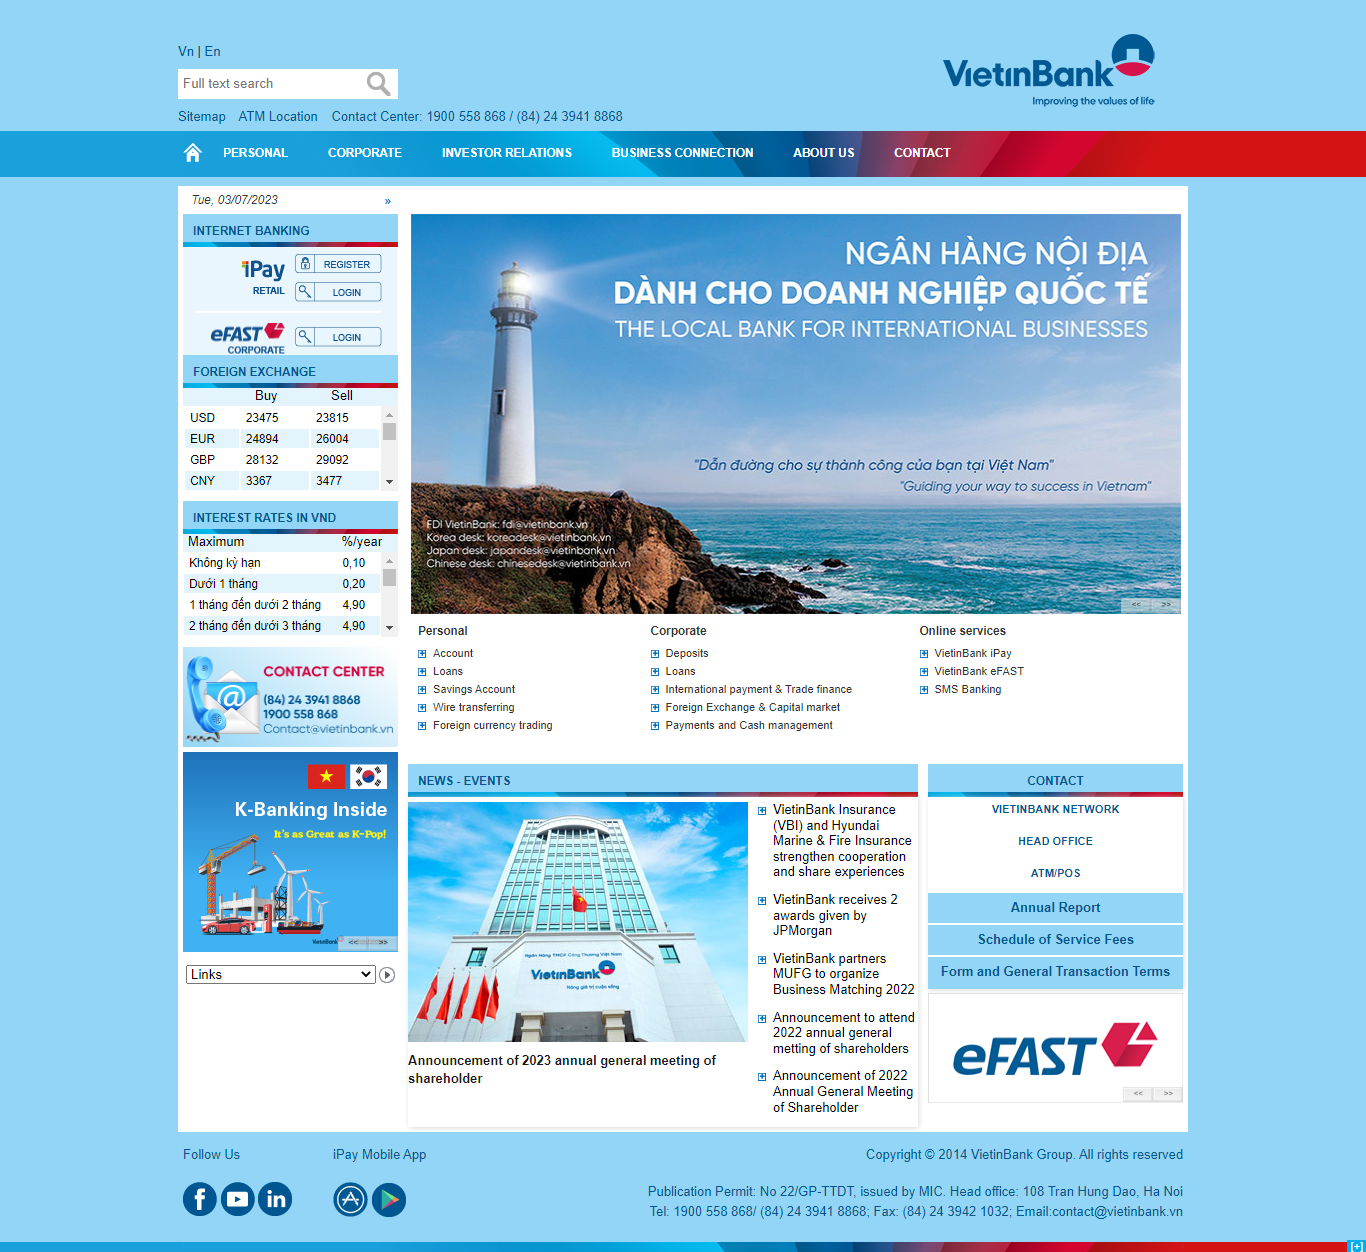 Vn | En
Full text search
Sitemap ATM Location Contact Center: 1900 558 868 / (84) 24 3941 8868
VietinBank
Improving the values of life
PERSONAL CORPORATE INVESTOR RELATIONS BUSINESS CONNECTION ABOUT US CONTACT
Tue, 03/07/2023 »
INTERNET BANKING
iPay
RETAIL
REGISTER
LOGIN
eFAST
CORPORATE
LOGIN
FOREIGN EXCHANGE
Buy Sell
USD 23475 23815
EUR 24894 26004
GBP 28132 29092
CNY 3367 3477
INTEREST RATES IN VND
Maximum %/year
Không kỳ hạn 0,10
Dưới 1 tháng 0,20
1 tháng đến dưới 2 tháng 4,90
2 tháng đến dưới 3 tháng 4,90
CONTACT CENTER
(84) 24 3941 8868
1900 558 868
Contact@vietinbank.vn
K-Banking Inside
It's as Great as K-Pop!
VietinBank
<< >>
Links
NGÂN HÀNG NỘI ĐỊA
DÀNH CHO DOANH NGHIỆP QUỐC TẾ
THE LOCAL BANK FOR INTERNATIONAL BUSINESSES
"Dẫn đường cho sự thành công của bạn tại Việt Nam"
"Guiding your way to success in Vietnam"
FDI VietinBank: fdi@vietinbank.vn
Korea desk: koreadesk@vietinbank.vn
Japan desk: japandesk@vietinbank.vn
Chinese desk: chinesedesk@vietinbank.vn
<< >>
Personal
Account
Loans
Savings Account
Wire transferring
Foreign currency trading
Corporate
Deposits
Loans
International payment & Trade finance
Foreign Exchange & Capital market
Payments and Cash management
Online services
VietinBank iPay
VietinBank eFAST
SMS Banking
NEWS - EVENTS
Ngân Hàng TMCP Công Thương Việt Nam
VietinBank
Nâng giá trị cuộc sống
Announcement of 2023 annual general meeting of
shareholder
VietinBank Insurance
(VBI) and Hyundai
Marine & Fire Insurance
strengthen cooperation
and share experiences
VietinBank receives 2
awards given by
JPMorgan
VietinBank partners
MUFG to organize
Business Matching 2022
Announcement to attend
2022 annual general
metting of shareholders
Announcement of 2022
Annual General Meeting
of Shareholder
CONTACT
VIETINBANK NETWORK
HEAD OFFICE
ATM/POS
Annual Report
Schedule of Service Fees
Form and General Transaction Terms
eFAST
<< >>
Follow Us iPay Mobile App
Copyright © 2014 VietinBank Group. All rights reserved
Publication Permit: No 22/GP-TTDT, issued by MIC. Head office: 108 Tran Hung Dao, Ha Noi
Tel: 1900 558 868/ (84) 24 3941 8868; Fax: (84) 24 3942 1032; Email:contact@vietinbank.vn
[+]